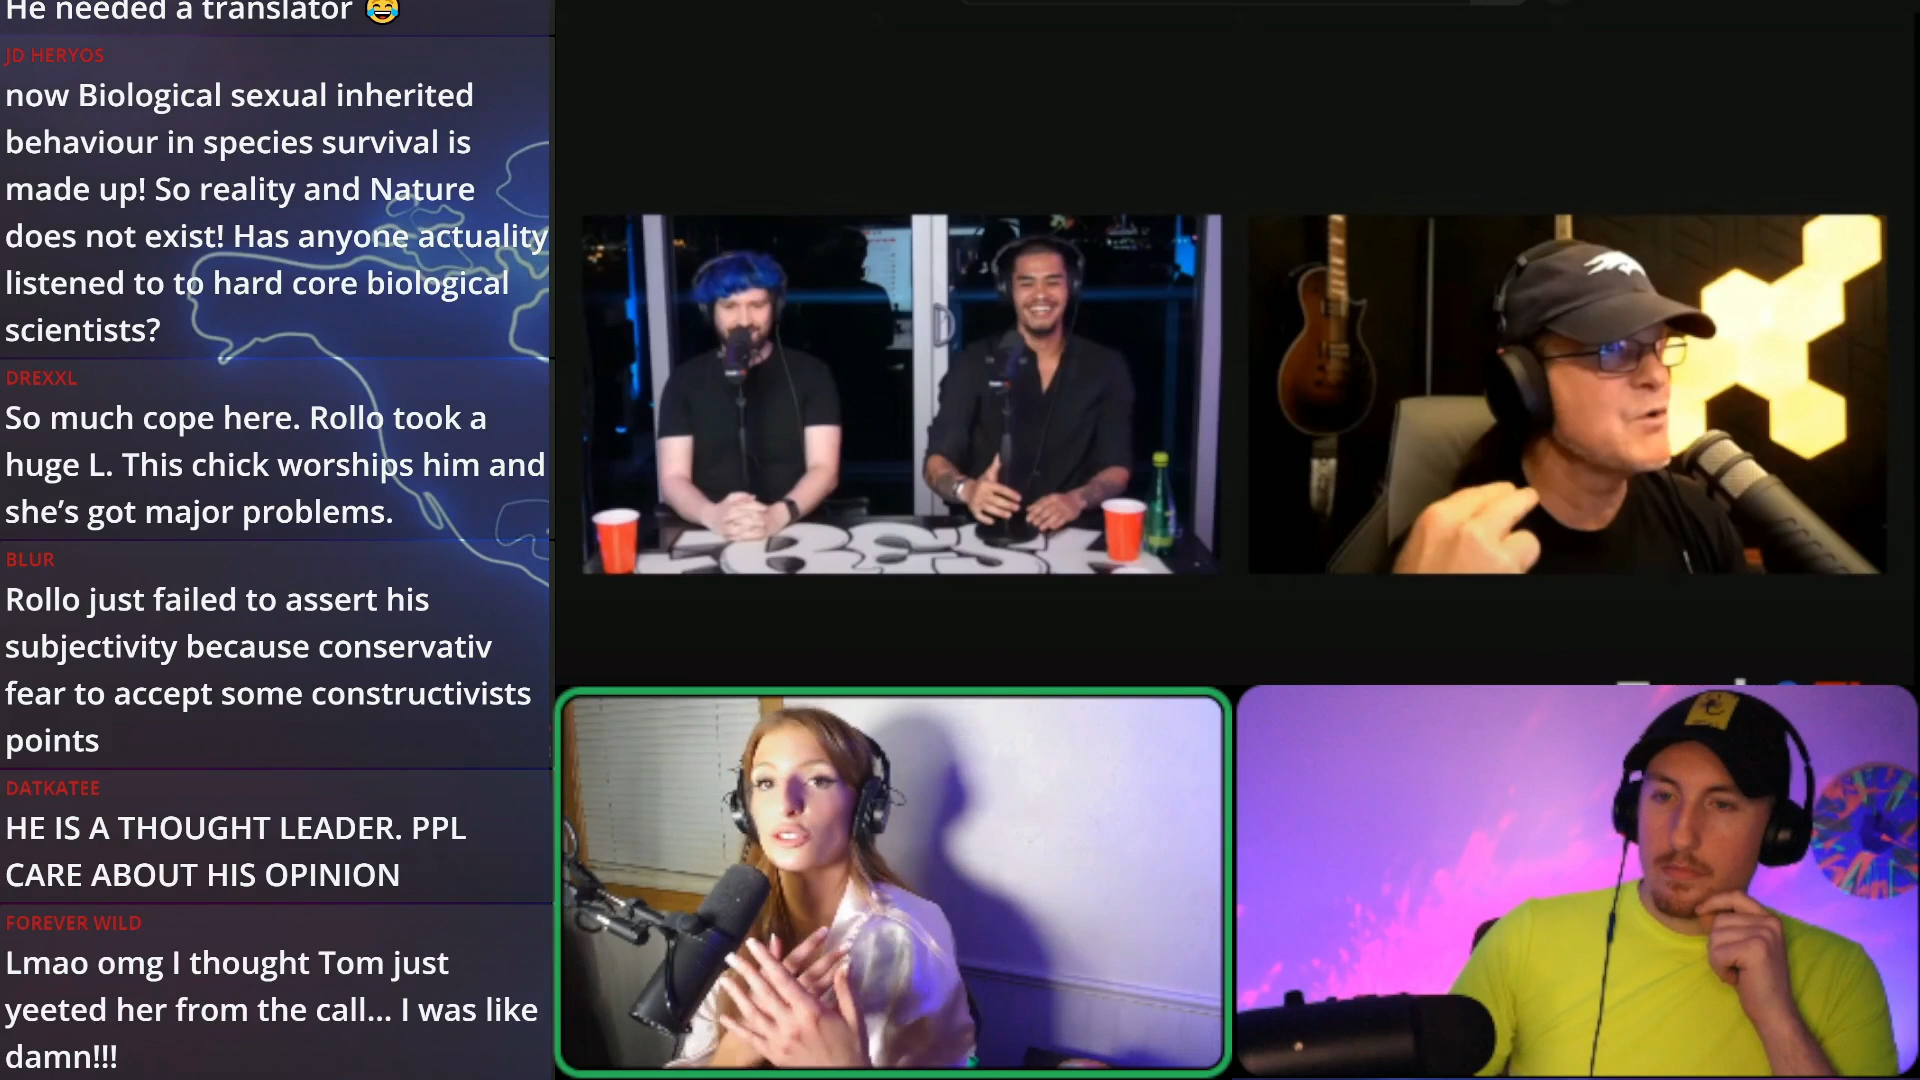 He needed a translator 😂
JD HERYOS
now Biological sexual inherited
behaviour in species survival is
made up! So reality and Nature
does not exist! Has anyone actuality
listened to to hard core biological
scientists?
DREXXL
So much cope here. Rollo took a
huge L. This chick worships him and
she’s got major problems.
BLUR
Rollo just failed to assert his
subjectivity because conservativ
fear to accept some constructivists
points
DATKATEE
HE IS A THOUGHT LEADER. PPL
CARE ABOUT HIS OPINION
FOREVER WILD
Lmao omg I thought Tom just
yeeted her from the call... I was like
damn!!!